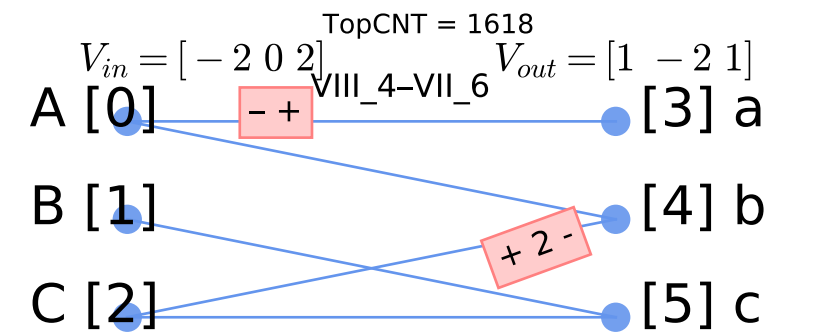 TopCNT = 1618
V_in = [ − 2 0 2]
V_out = [1 − 2 1]
VIII_4–VII_6
A [0]
– +
[3] a
B [1]
[4] b
+ 2 -
C [2]
[5] c